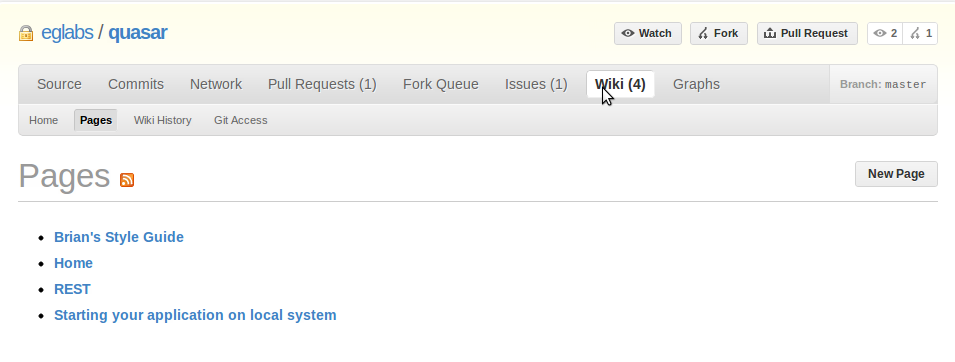 eglabs / quasar Watch Fork Pull Request 2 1
Source Commits Network Pull Requests (1) Fork Queue Issues (1) Wiki (4) Graphs Branch: master
Home Pages Wiki History Git Access
Pages New Page
Brian's Style Guide
Home
REST
Starting your application on local system